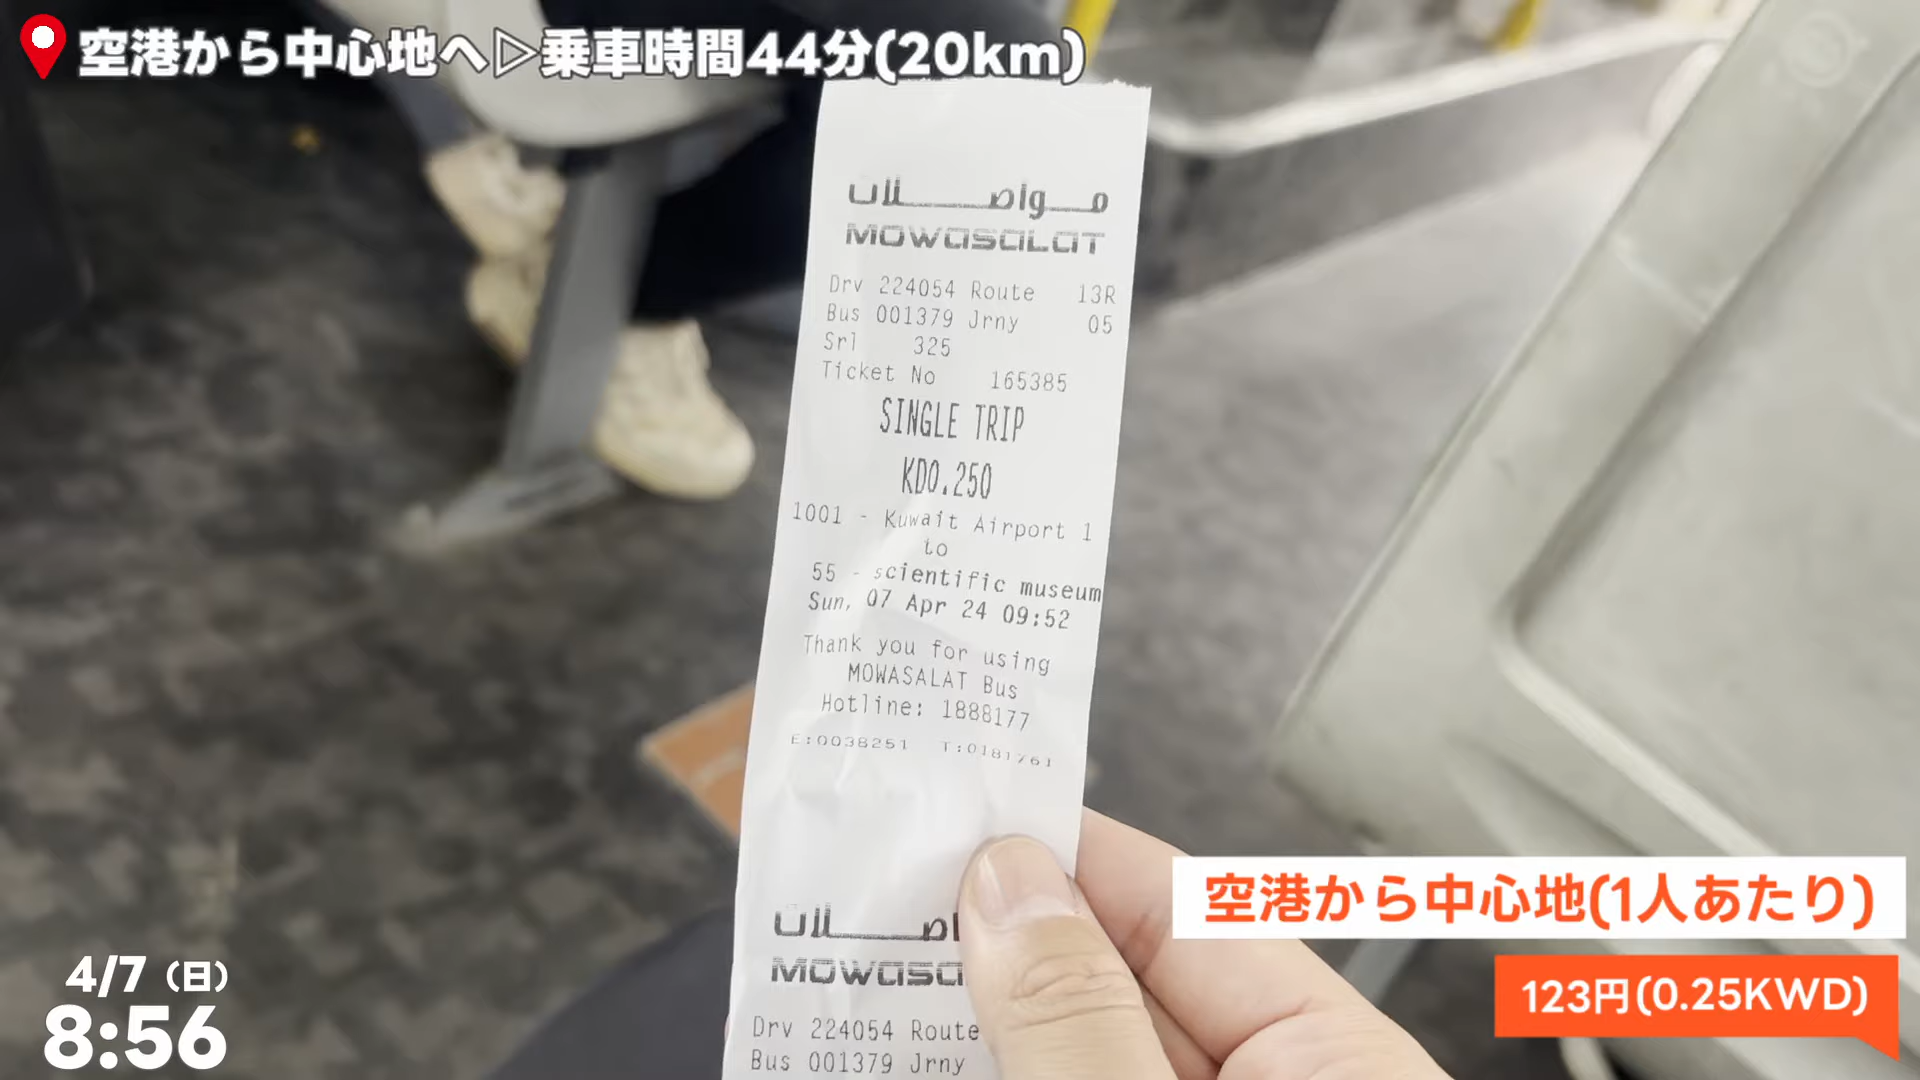 空港から中心地へ▷乗車時間44分(20km)
مواصلات
MOWASALAT
Drv 224054 Route 13R
Bus 001379 Jrny 05
Srl 325
Ticket No 165385
SINGLE TRIP
KD0.250
1001 - Kuwait Airport 1
to
55 - scientific museum
Sun, 07 Apr 24 09:52
Thank you for using
MOWASALAT Bus
Hotline: 1888177
E:0038251 T:0181761
空港から中心地(1人あたり)
123円(0.25KWD)
4/7(日)
8:56
Drv 224054 Route
Bus 001379 Jrny